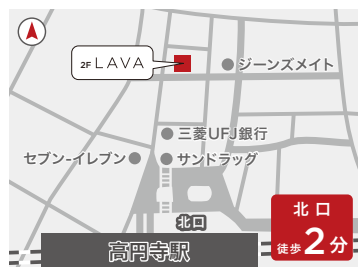 2F LAVA
ジーンズメイト
三菱UFJ銀行
セブン-イレブン
サンドラッグ
北口
高円寺駅
北口
徒歩2分